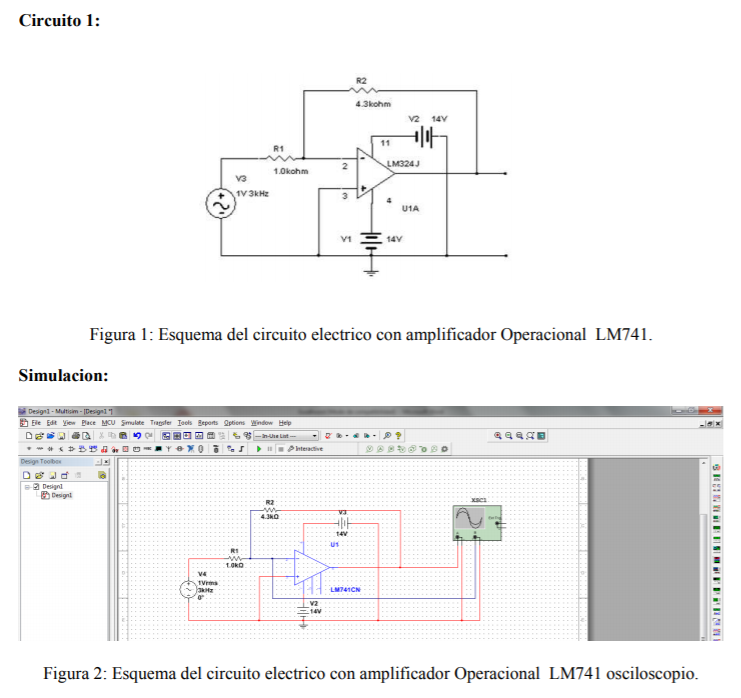 Circuito 1:
R2
4.3kohm
V2 14V
11
R1
1.0kohm
2
LM324J
V3
1V 3kHz
3
4
U1A
V1
14V
Figura 1: Esquema del circuito electrico con amplificador Operacional LM741.
Simulacion:
Design1 - Multisim - [Design1 *]
File Edit View Place MCU Simulate Transfer Tools Reports Options Window Help
--- In-Use List ---
Interactive
Design Toolbox
Design1
Design1
XSC1
R2
4.3kΩ
V3
14V
U1
R1
1.0kΩ
V4
1Vrms
3kHz
0°
LM741CN
V2
14V
Figura 2: Esquema del circuito electrico con amplificador Operacional LM741 osciloscopio.